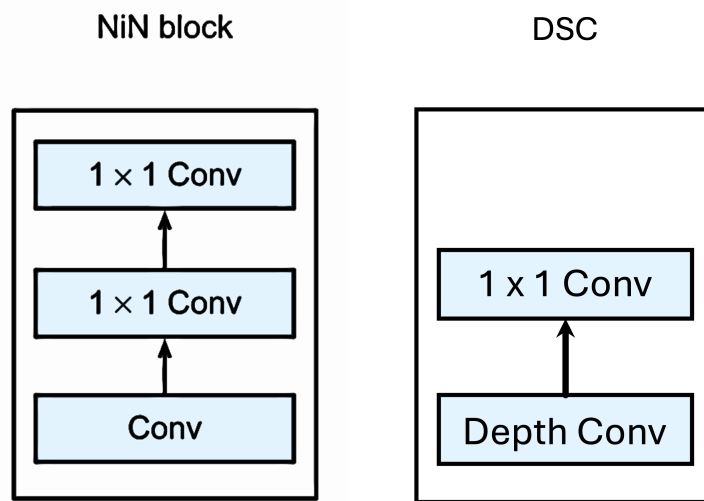 NiN block
1 × 1 Conv
1 × 1 Conv
Conv
DSC
1 x 1 Conv
Depth Conv